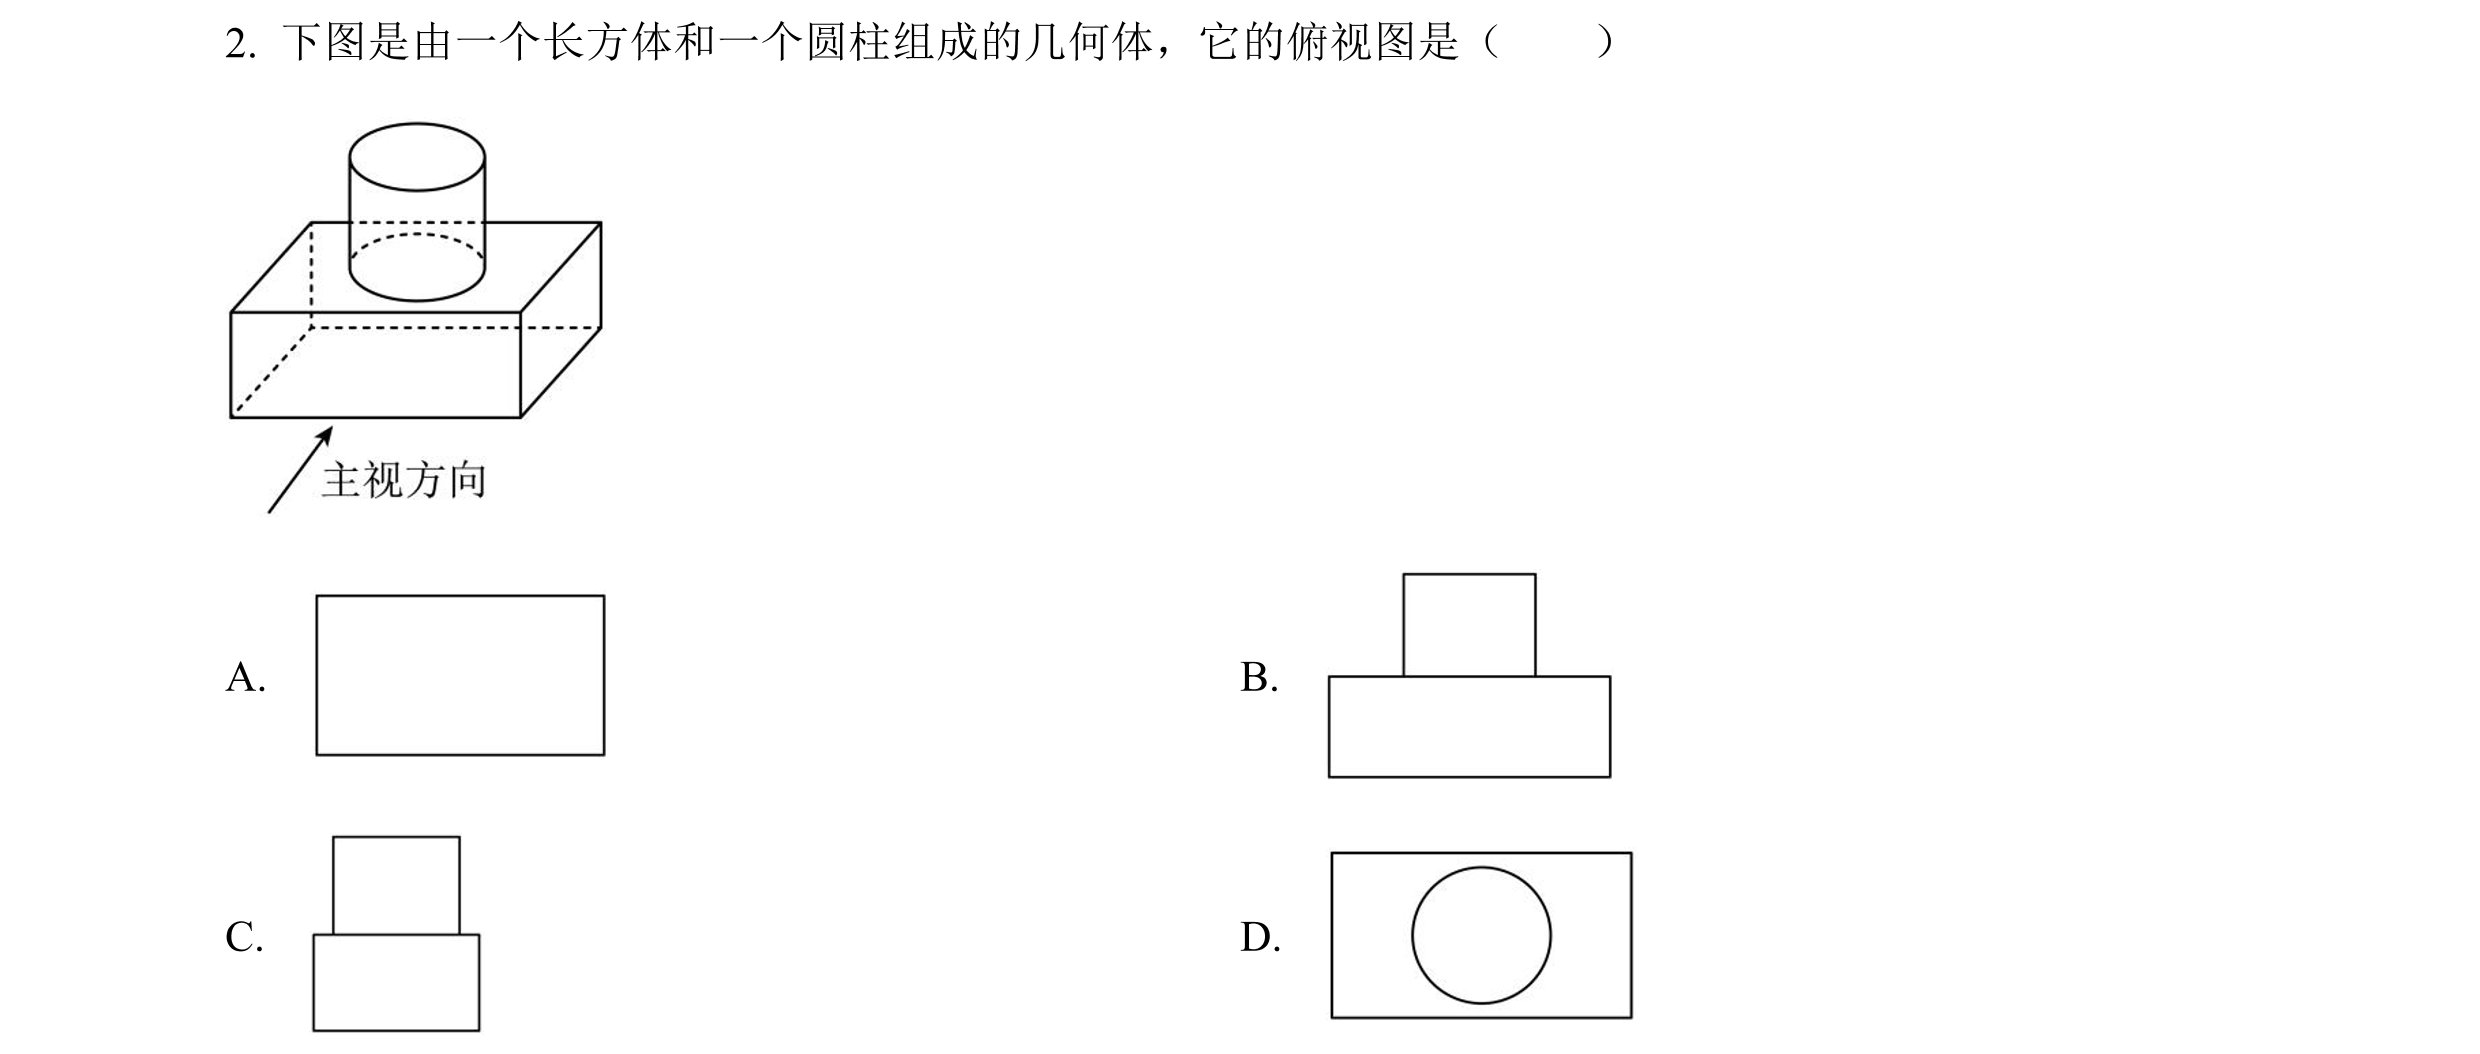 2. 下图是由一个长方体和一个圆柱组成的几何体，它的俯视图是（　　）
主视方向
A.
B.
C.
D.